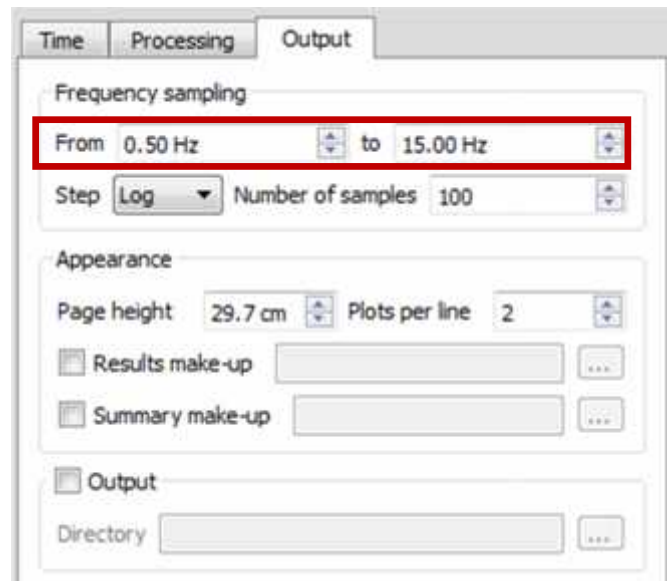 Time Processing Output
Frequency sampling
From 0.50 Hz to 15.00 Hz
Step Log Number of samples 100
Appearance
Page height 29.7 cm Plots per line 2
Results make-up ...
Summary make-up ...
Output
Directory ...